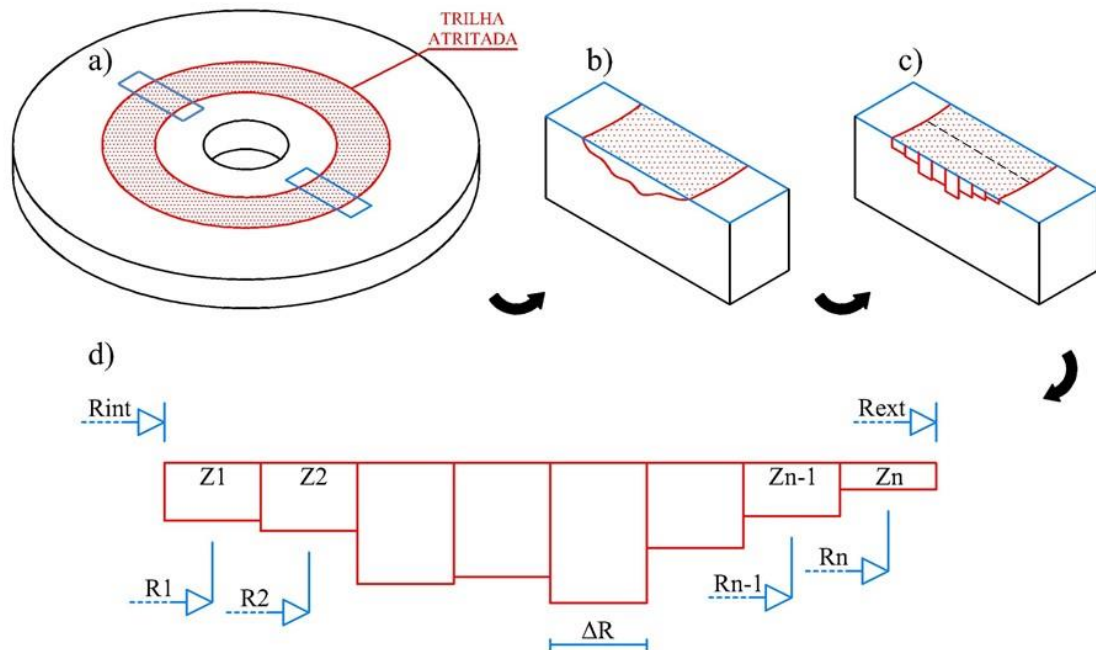 TRILHA
ATRITADA
a)
b)
c)
d)
Rint
Rext
Z1
Z2
Zn-1
Zn
R1
R2
Rn-1
Rn
ΔR